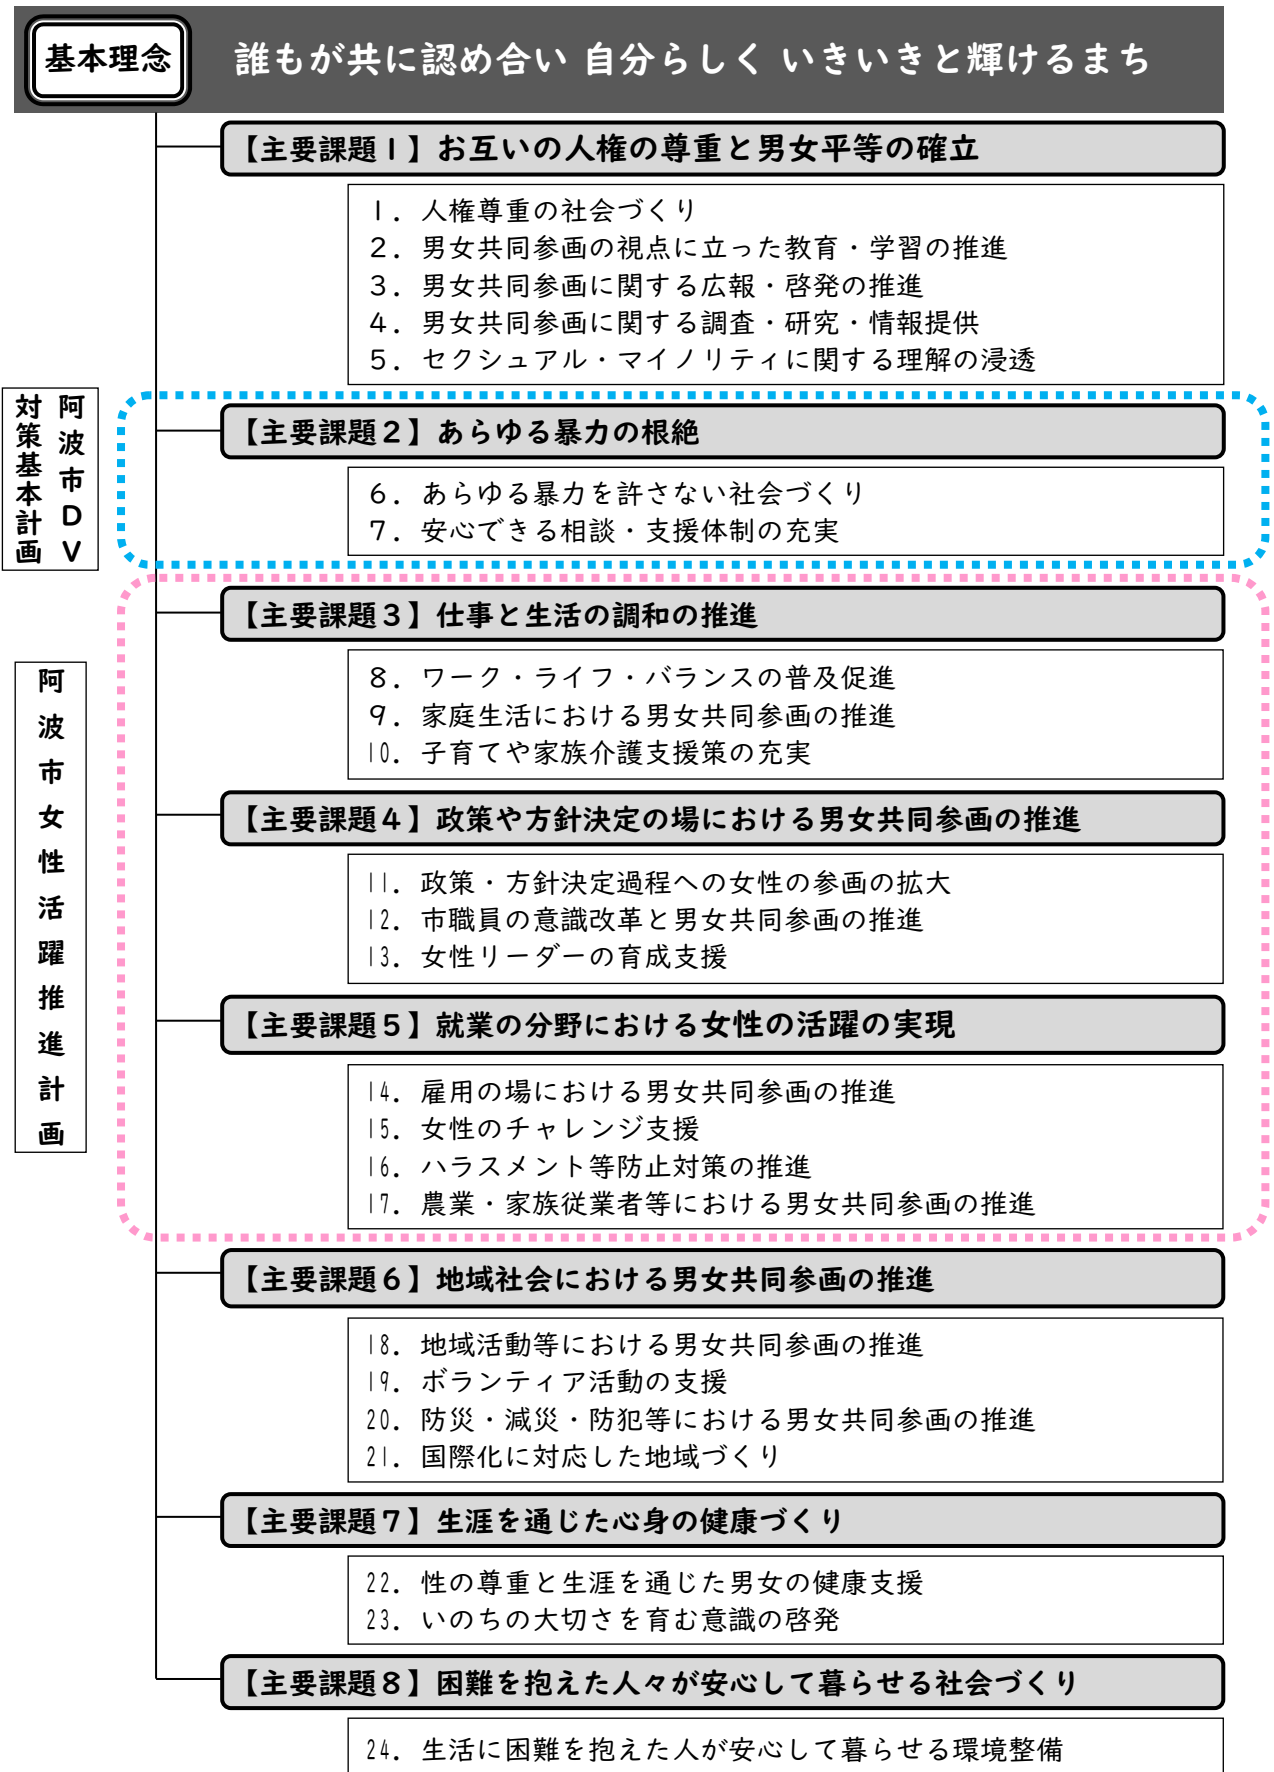 基本理念
誰もが共に認め合い 自分らしく いきいきと輝けるまち
【主要課題1】お互いの人権の尊重と男女平等の確立
1．人権尊重の社会づくり
2．男女共同参画の視点に立った教育・学習の推進
3．男女共同参画に関する広報・啓発の推進
4．男女共同参画に関する調査・研究・情報提供
5．セクシュアル・マイノリティに関する理解の浸透
阿波市DV
対策基本計画
【主要課題2】あらゆる暴力の根絶
6．あらゆる暴力を許さない社会づくり
7．安心できる相談・支援体制の充実
阿波市女性活躍推進計画
【主要課題3】仕事と生活の調和の推進
8．ワーク・ライフ・バランスの普及促進
9．家庭生活における男女共同参画の推進
10．子育てや家族介護支援策の充実
【主要課題4】政策や方針決定の場における男女共同参画の推進
11．政策・方針決定過程への女性の参画の拡大
12．市職員の意識改革と男女共同参画の推進
13．女性リーダーの育成支援
【主要課題5】就業の分野における女性の活躍の実現
14．雇用の場における男女共同参画の推進
15．女性のチャレンジ支援
16．ハラスメント等防止対策の推進
17．農業・家族従業者等における男女共同参画の推進
【主要課題6】地域社会における男女共同参画の推進
18．地域活動等における男女共同参画の推進
19．ボランティア活動の支援
20．防災・減災・防犯等における男女共同参画の推進
21．国際化に対応した地域づくり
【主要課題7】生涯を通じた心身の健康づくり
22．性の尊重と生涯を通じた男女の健康支援
23．いのちの大切さを育む意識の啓発
【主要課題8】困難を抱えた人々が安心して暮らせる社会づくり
24．生活に困難を抱えた人が安心して暮らせる環境整備